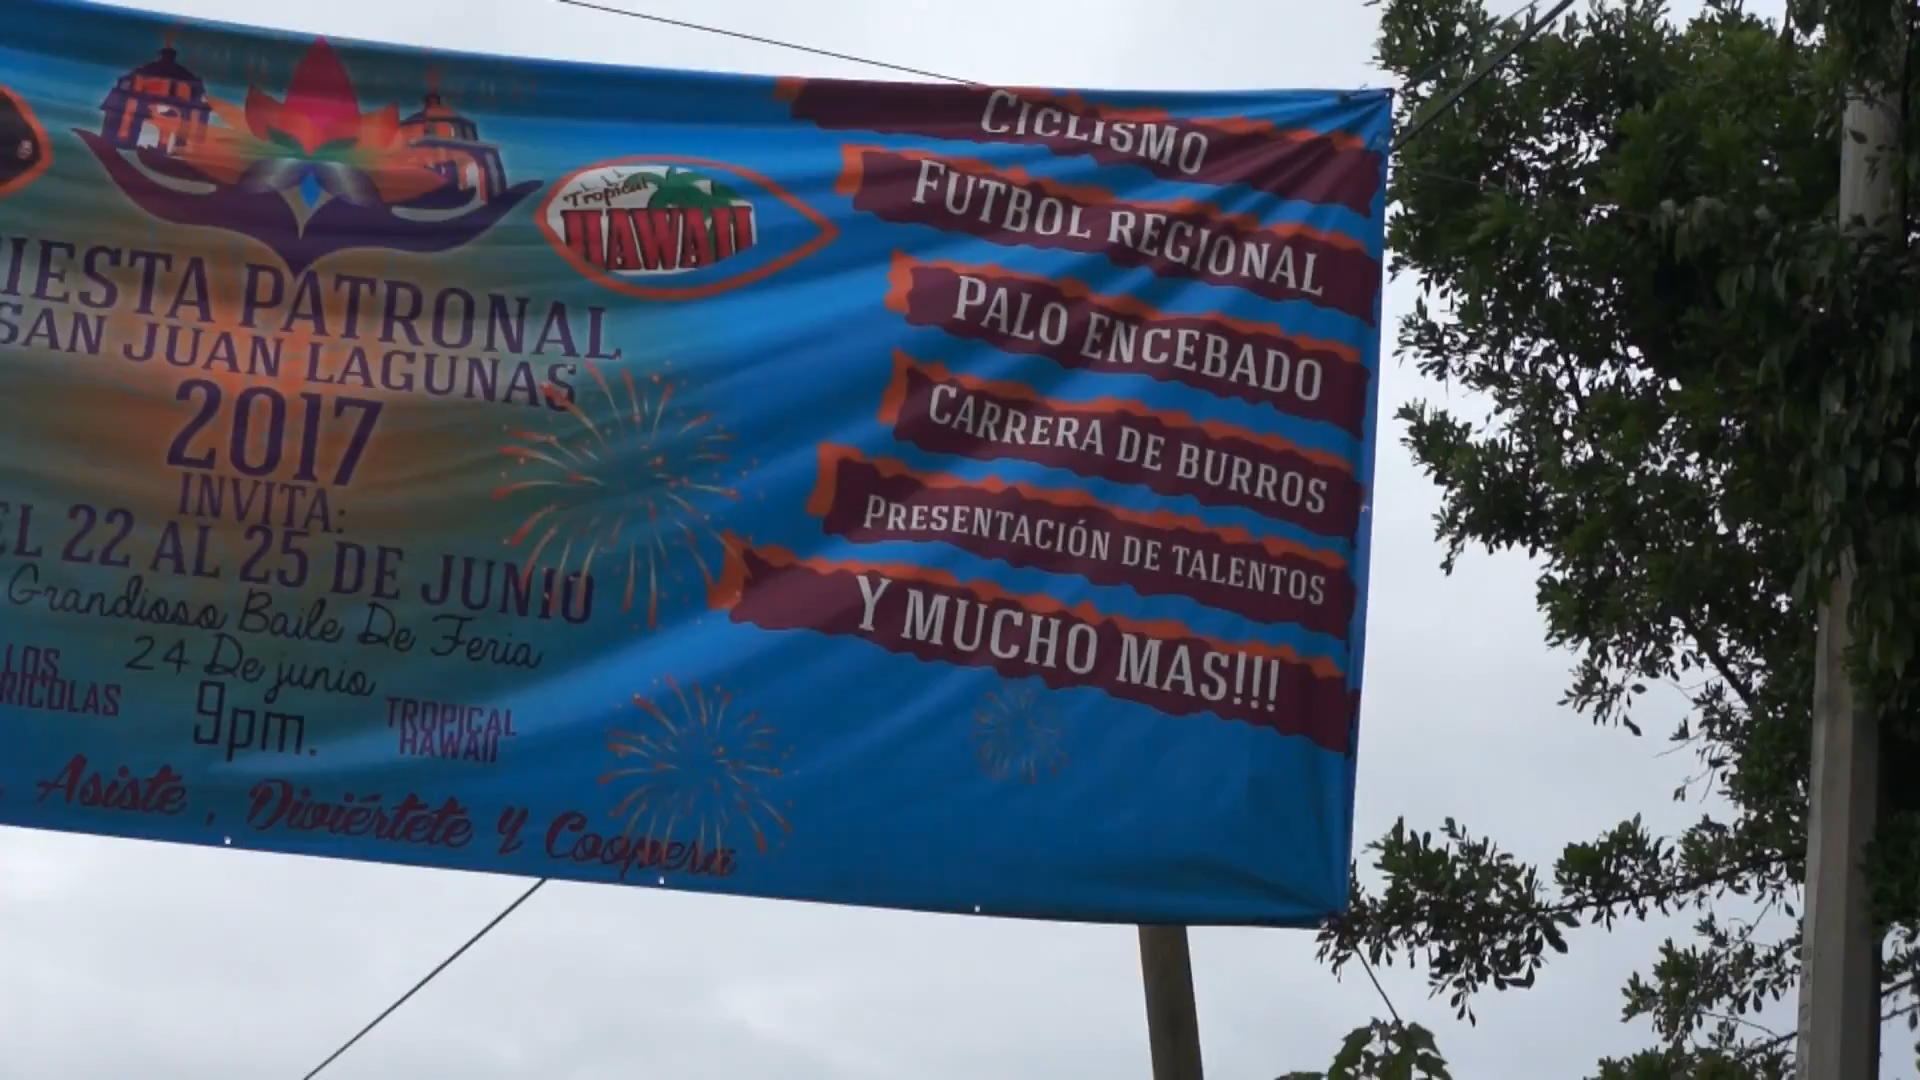 Tropical
HAWAII
IESTA PATRONAL
SAN JUAN LAGUNAS
2017
INVITA:
EL 22 AL 25 DE JUNIO
Grandioso Baile De Feria
24 De junio
LOS
RICOLAS
9pm.
TROPICAL
HAWAII
Asiste, Diviértete Y Coopera
CICLISMO
FUTBOL REGIONAL
PALO ENCEBADO
CARRERA DE BURROS
PRESENTACIÓN DE TALENTOS
Y MUCHO MAS!!!